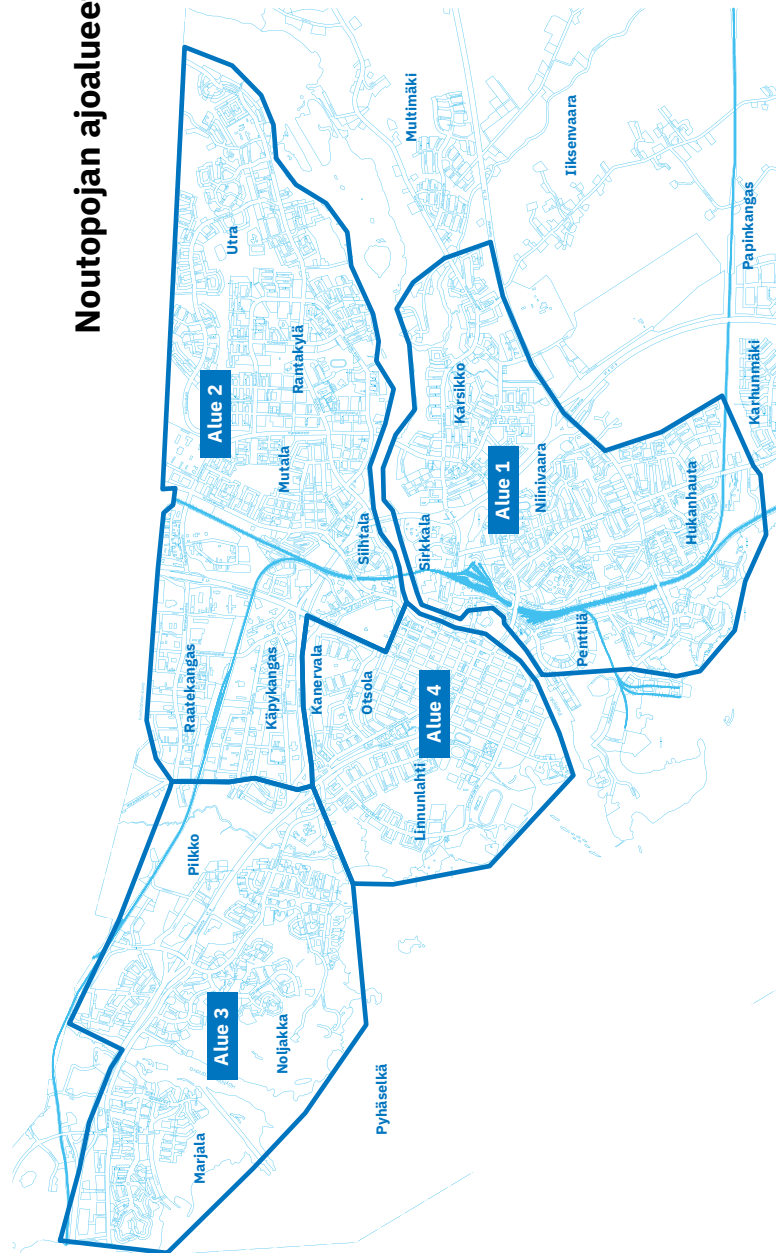 Noutopojan ajoaluee
Marjala
Pilkko
Raatekangas
Alue 3
Alue 2
Utra
Noljakka
Käpykangas
Mutala
Rantakylä
Kanervala
Otsola
Siihtala
Pyhäselkä
Linnunlahti
Alue 4
Sirkkala
Multimäki
Karsikko
Alue 1
Niinivaara
Iiksenvaara
Penttilä
Hukanhauta
Karhunmäki
Papinkangas